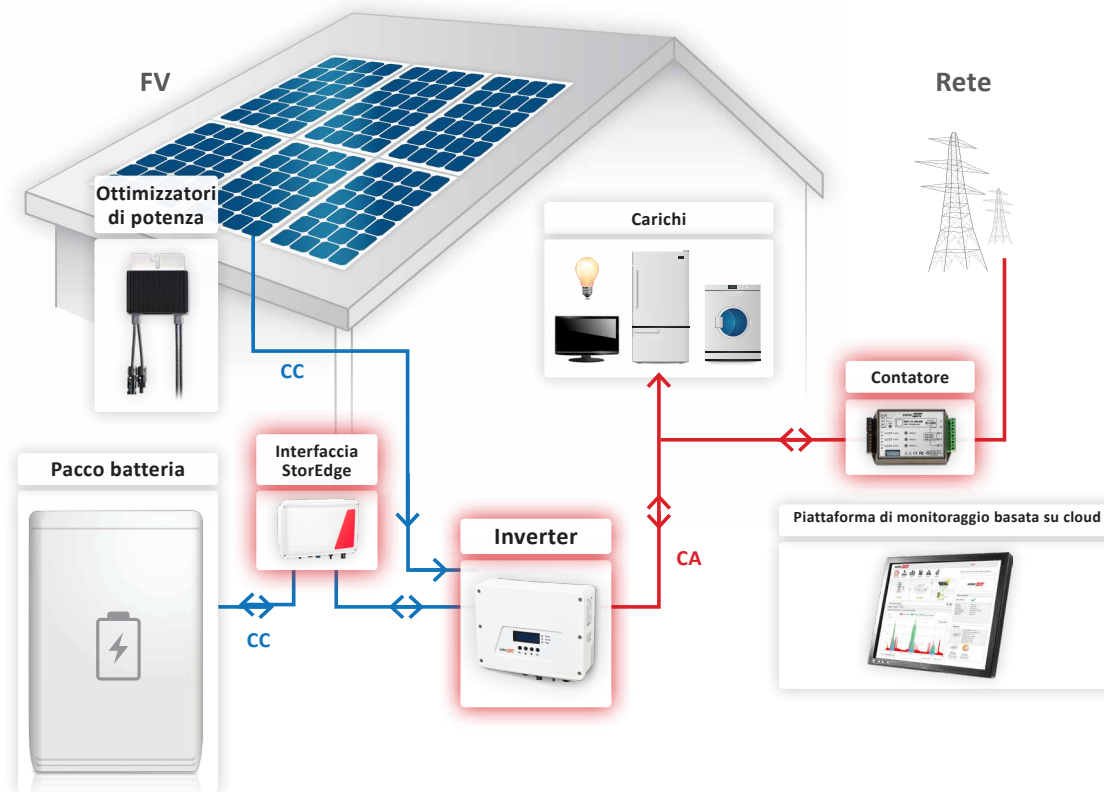 FV
Rete
Ottimizzatori
di potenza
Carichi
CC
Contatore
Interfaccia
StorEdge
Pacco batteria
Inverter
Piattaforma di monitoraggio basata su cloud
CA
CC